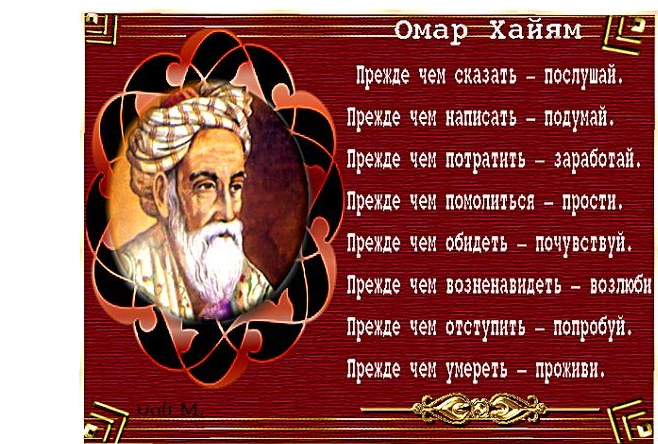 Омар Хайям
Прежде чем сказать – послушай.
Прежде чем написать – подумай.
Прежде чем потратить – заработай.
Прежде чем помолиться – прости.
Прежде чем обидеть – почувствуй.
Прежде чем возненавидеть – возлюби
Прежде чем отступить – попробуй.
Прежде чем умереть – проживи.